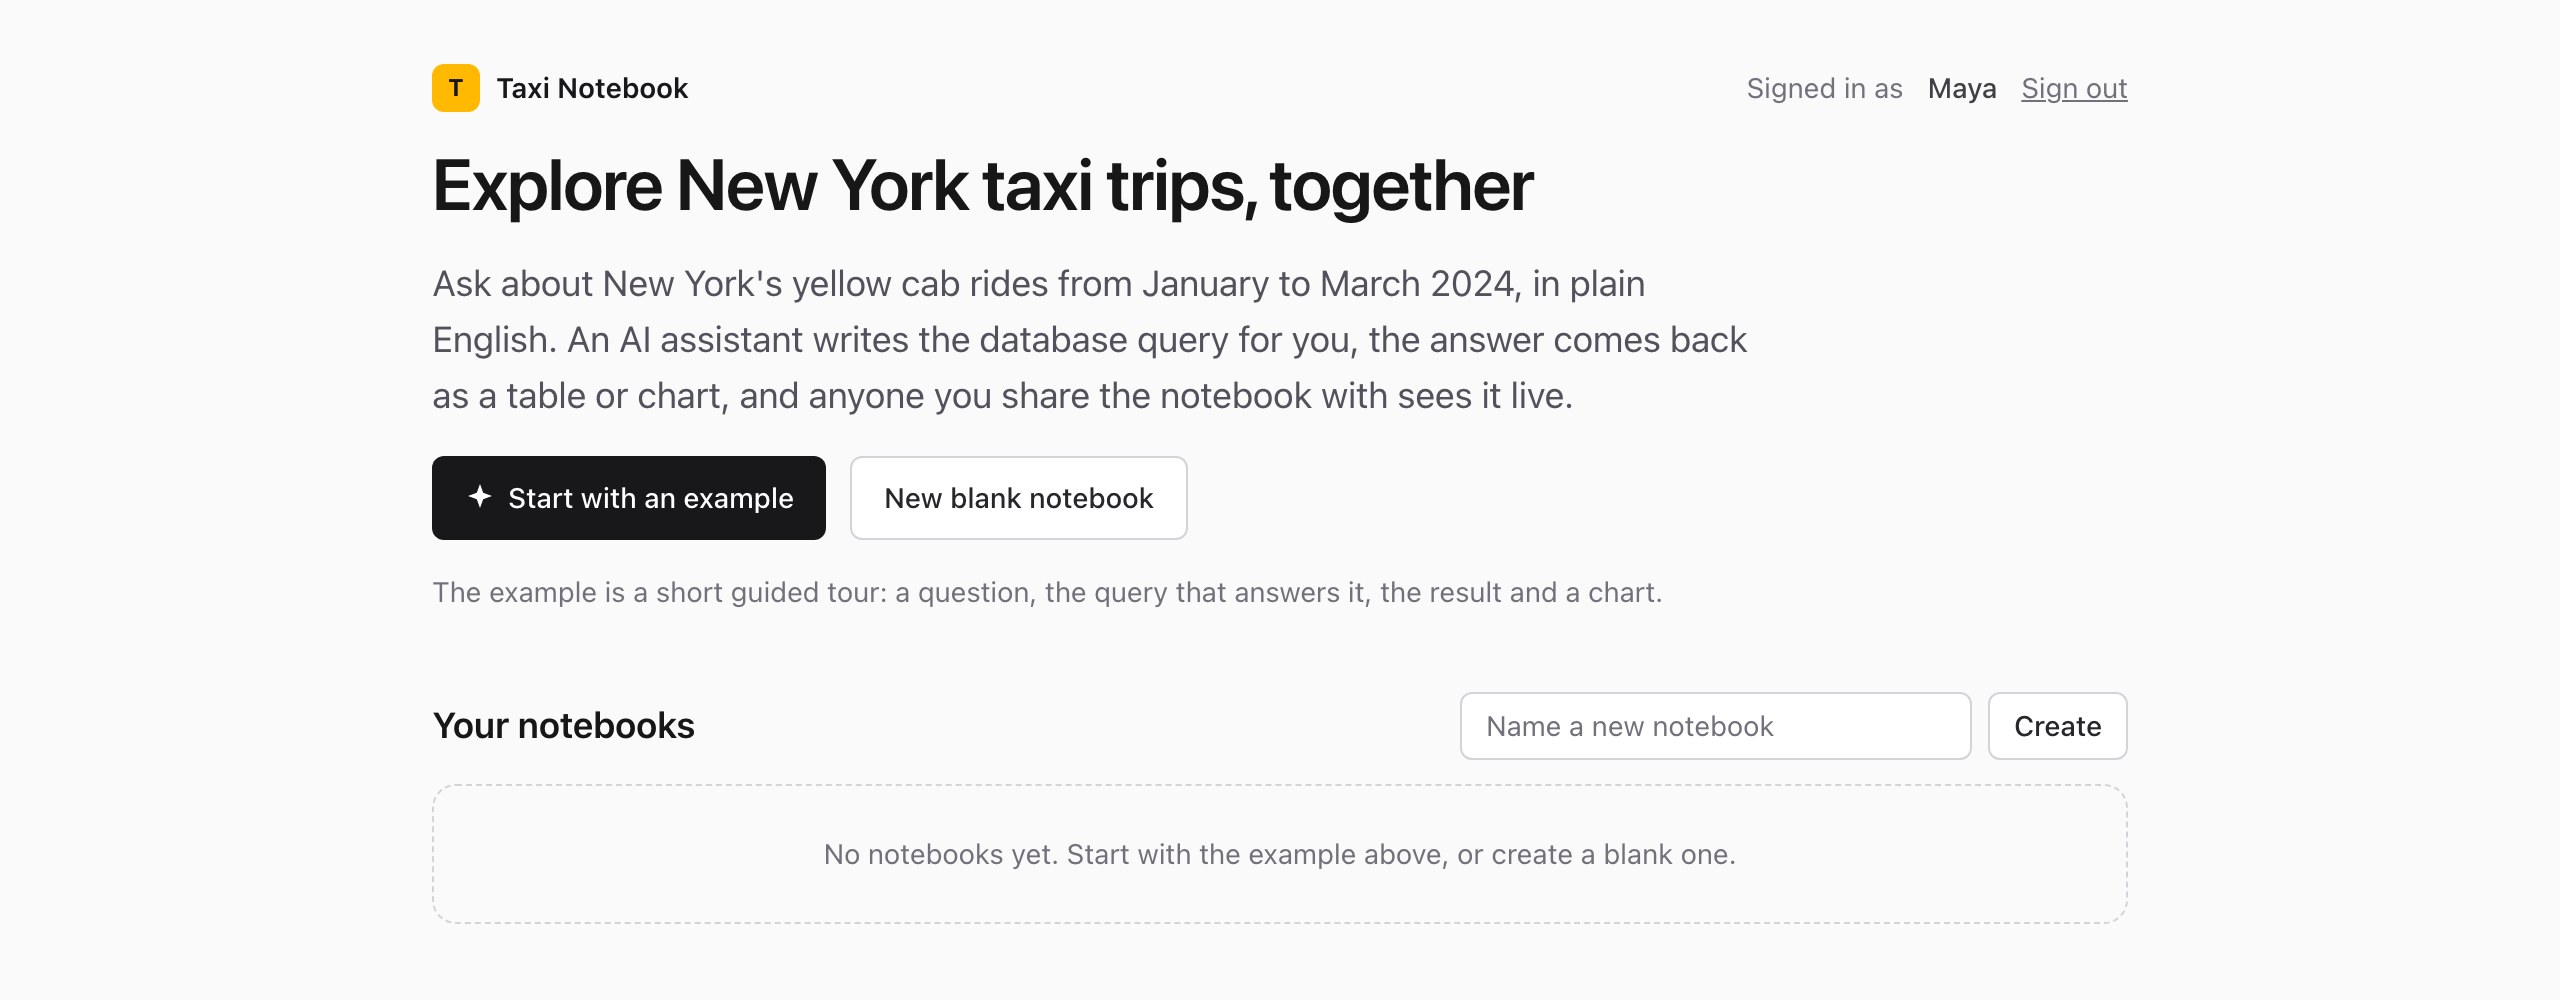 T Taxi Notebook
Signed in as Maya Sign out
Explore New York taxi trips, together
Ask about New York's yellow cab rides from January to March 2024, in plain
English. An AI assistant writes the database query for you, the answer comes back
as a table or chart, and anyone you share the notebook with sees it live.
Start with an example
New blank notebook
The example is a short guided tour: a question, the query that answers it, the result and a chart.
Your notebooks
Name a new notebook
Create
No notebooks yet. Start with the example above, or create a blank one.